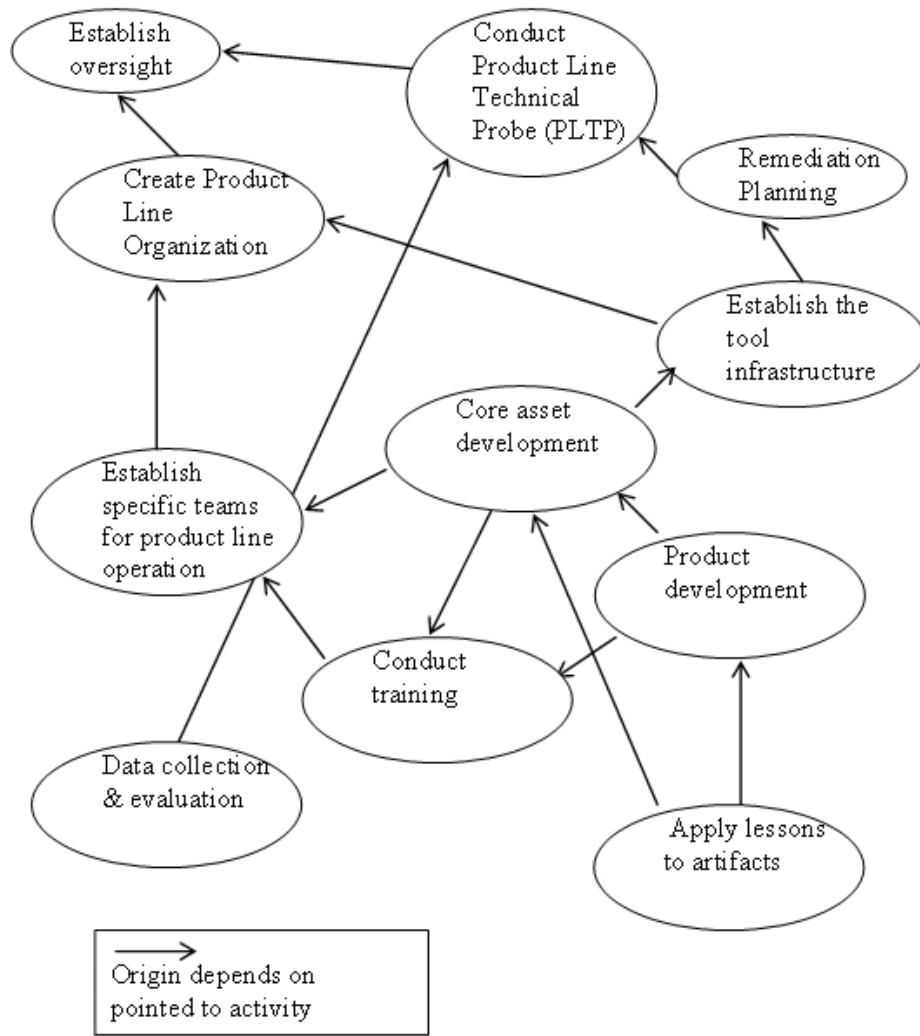 Establish
oversight
Conduct
Product Line
Technical
Probe (PLTP)
Remediation
Planning
Create Product
Line
Organization
Establish the
tool
infrastructure
Core asset
development
Establish
specific teams
for product line
operation
Product
development
Conduct
training
Data collection
& evaluation
Apply lessons
to artifacts
Origin depends on
pointed to activity